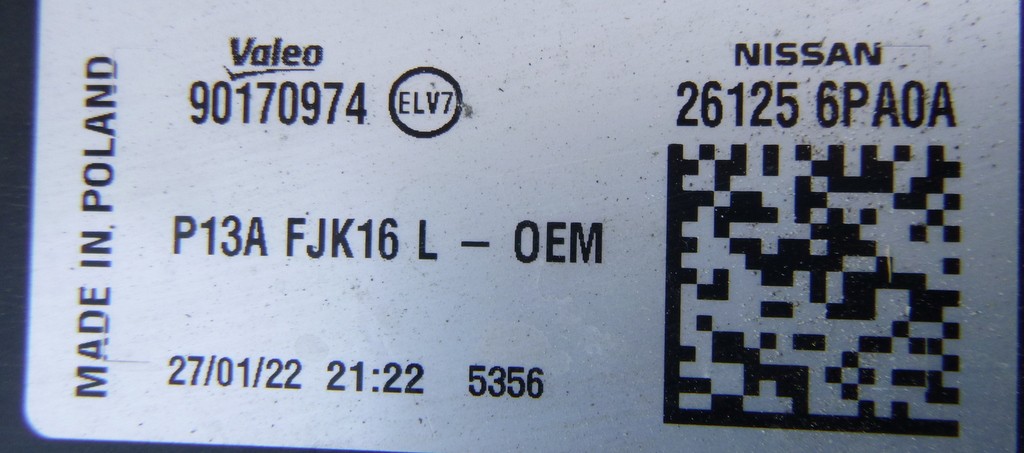 MADE IN POLAND
Valeo
90170974 ELV7
NISSAN
26125 6PA0A
P13A FJK16 L – OEM
27/01/22 21:22 5356